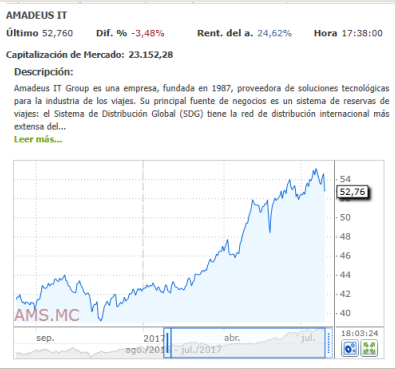 AMADEUS IT
Último 52,760 Dif. % -3,48% Rent. del a. 24,62% Hora 17:38:00
Capitalización de Mercado: 23.152,28
Descripción:
Amadeus IT Group es una empresa, fundada en 1987, proveedora de soluciones tecnológicas
para la industria de los viajes. Su principal fuente de negocios es un sistema de reservas de
viajes: el Sistema de Distribución Global (SDG) tiene la red de distribución internacional más
extensa del...
Leer más...
54
52,76
50
48
46
44
42
40
AMS.MC
sep. 2017 abr. jul.
18:03:24
ago./2016 - jul./2017